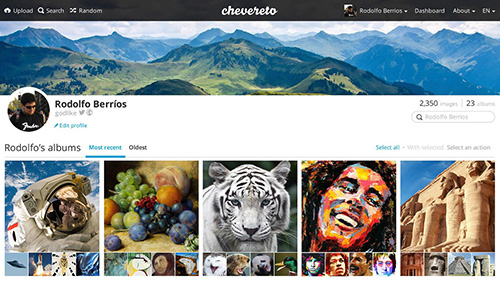 Upload Search Random chevereto Rodolfo Berríos Dashboard About EN
Rodolfo Berríos
godlike
Edit profile
2,350 images 23 albums
Rodolfo Berríos
Rodolfo's albums Most recent Oldest Select all With selected Select an action
Fender